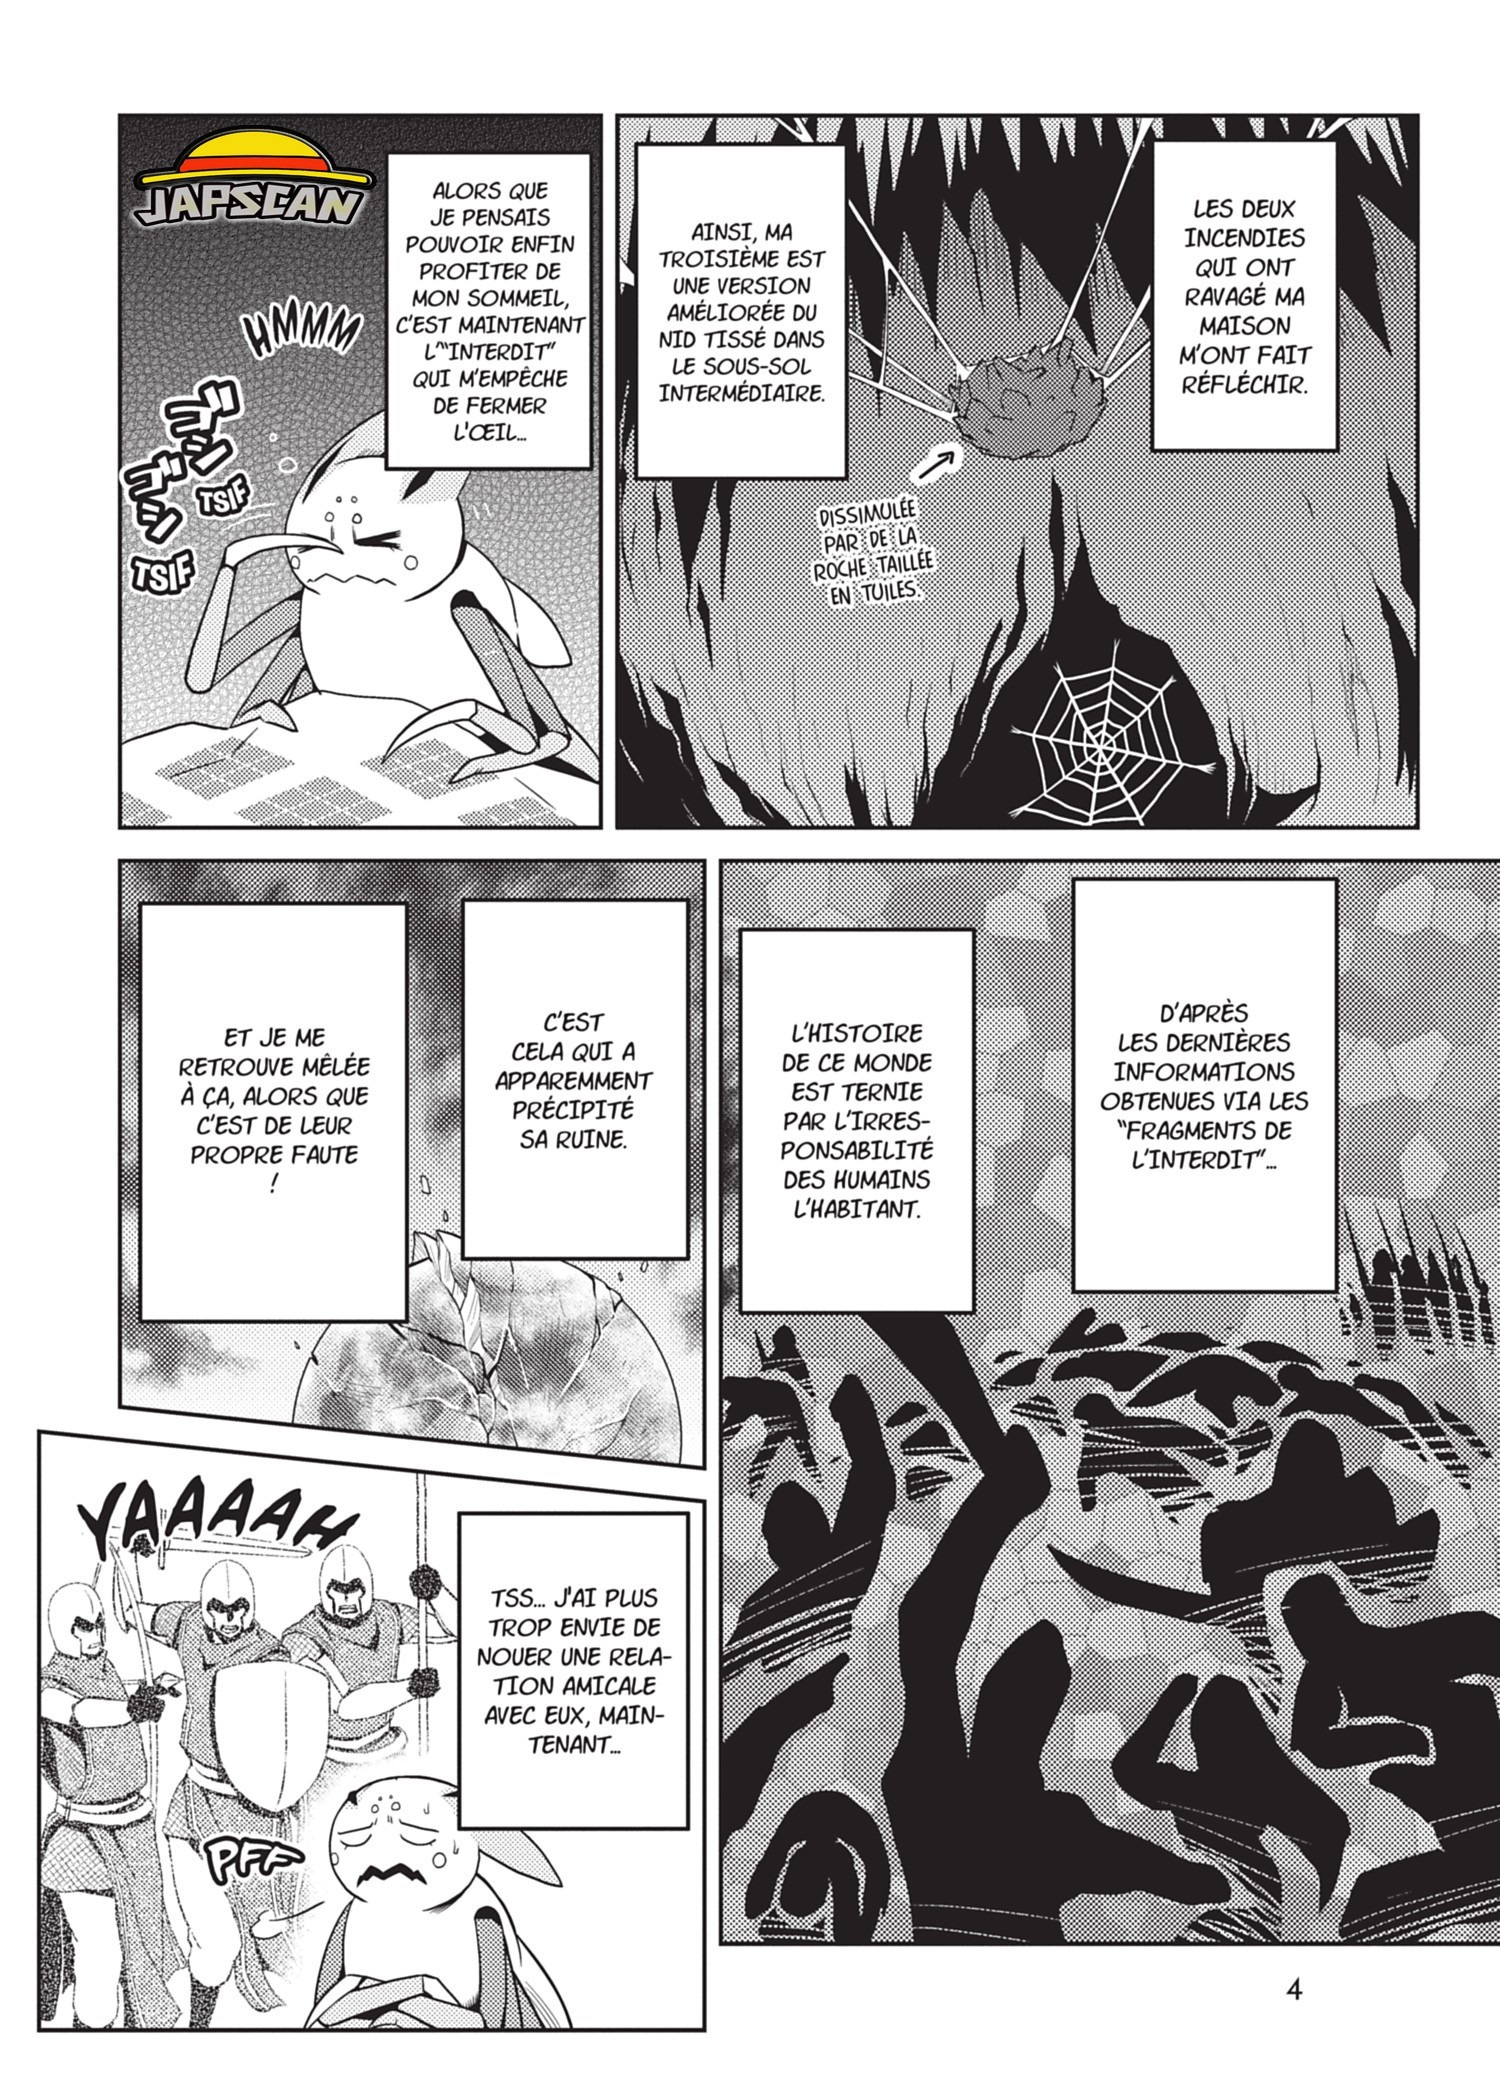 LES DEUX
INCENDIES
QUI ONT
RAVAGÉ MA
MAISON
M'ONT FAIT
RÉFLÉCHIR.
AINSI, MA
TROISIÈME EST
UNE VERSION
AMÉLIORÉE DU
NID TISSÉ DANS
LE SOUS-SOL
INTERMÉDIAIRE.
DISSIMULÉE
PAR DE LA
ROCHE TAILLÉE
EN TUILES.
JAPSCAN
ALORS QUE
JE PENSAIS
POUVOIR ENFIN
PROFITER DE
MON SOMMEIL,
C'EST MAINTENANT
L'"INTERDIT"
QUI M'EMPÊCHE
DE FERMER
L'ŒIL...
HMMM
ゴシ
TSIF
ゴシ
TSIF
D'APRÈS
LES DERNIÈRES
INFORMATIONS
OBTENUES VIA LES
"FRAGMENTS DE
L'INTERDIT"...
L'HISTOIRE
DE CE MONDE
EST TERNIE
PAR L'IRRES-
PONSABILITÉ
DES HUMAINS
L'HABITANT.
C'EST
CELA QUI A
APPAREMMENT
PRÉCIPITÉ
SA RUINE.
ET JE ME
RETROUVE MÊLÉE
À ÇA, ALORS QUE
C'EST DE LEUR
PROPRE FAUTE
!
YAAAAH
TSS... J'AI PLUS
TROP ENVIE DE
NOUER UNE RELA-
TION AMICALE
AVEC EUX, MAIN-
TENANT...
PFF
4